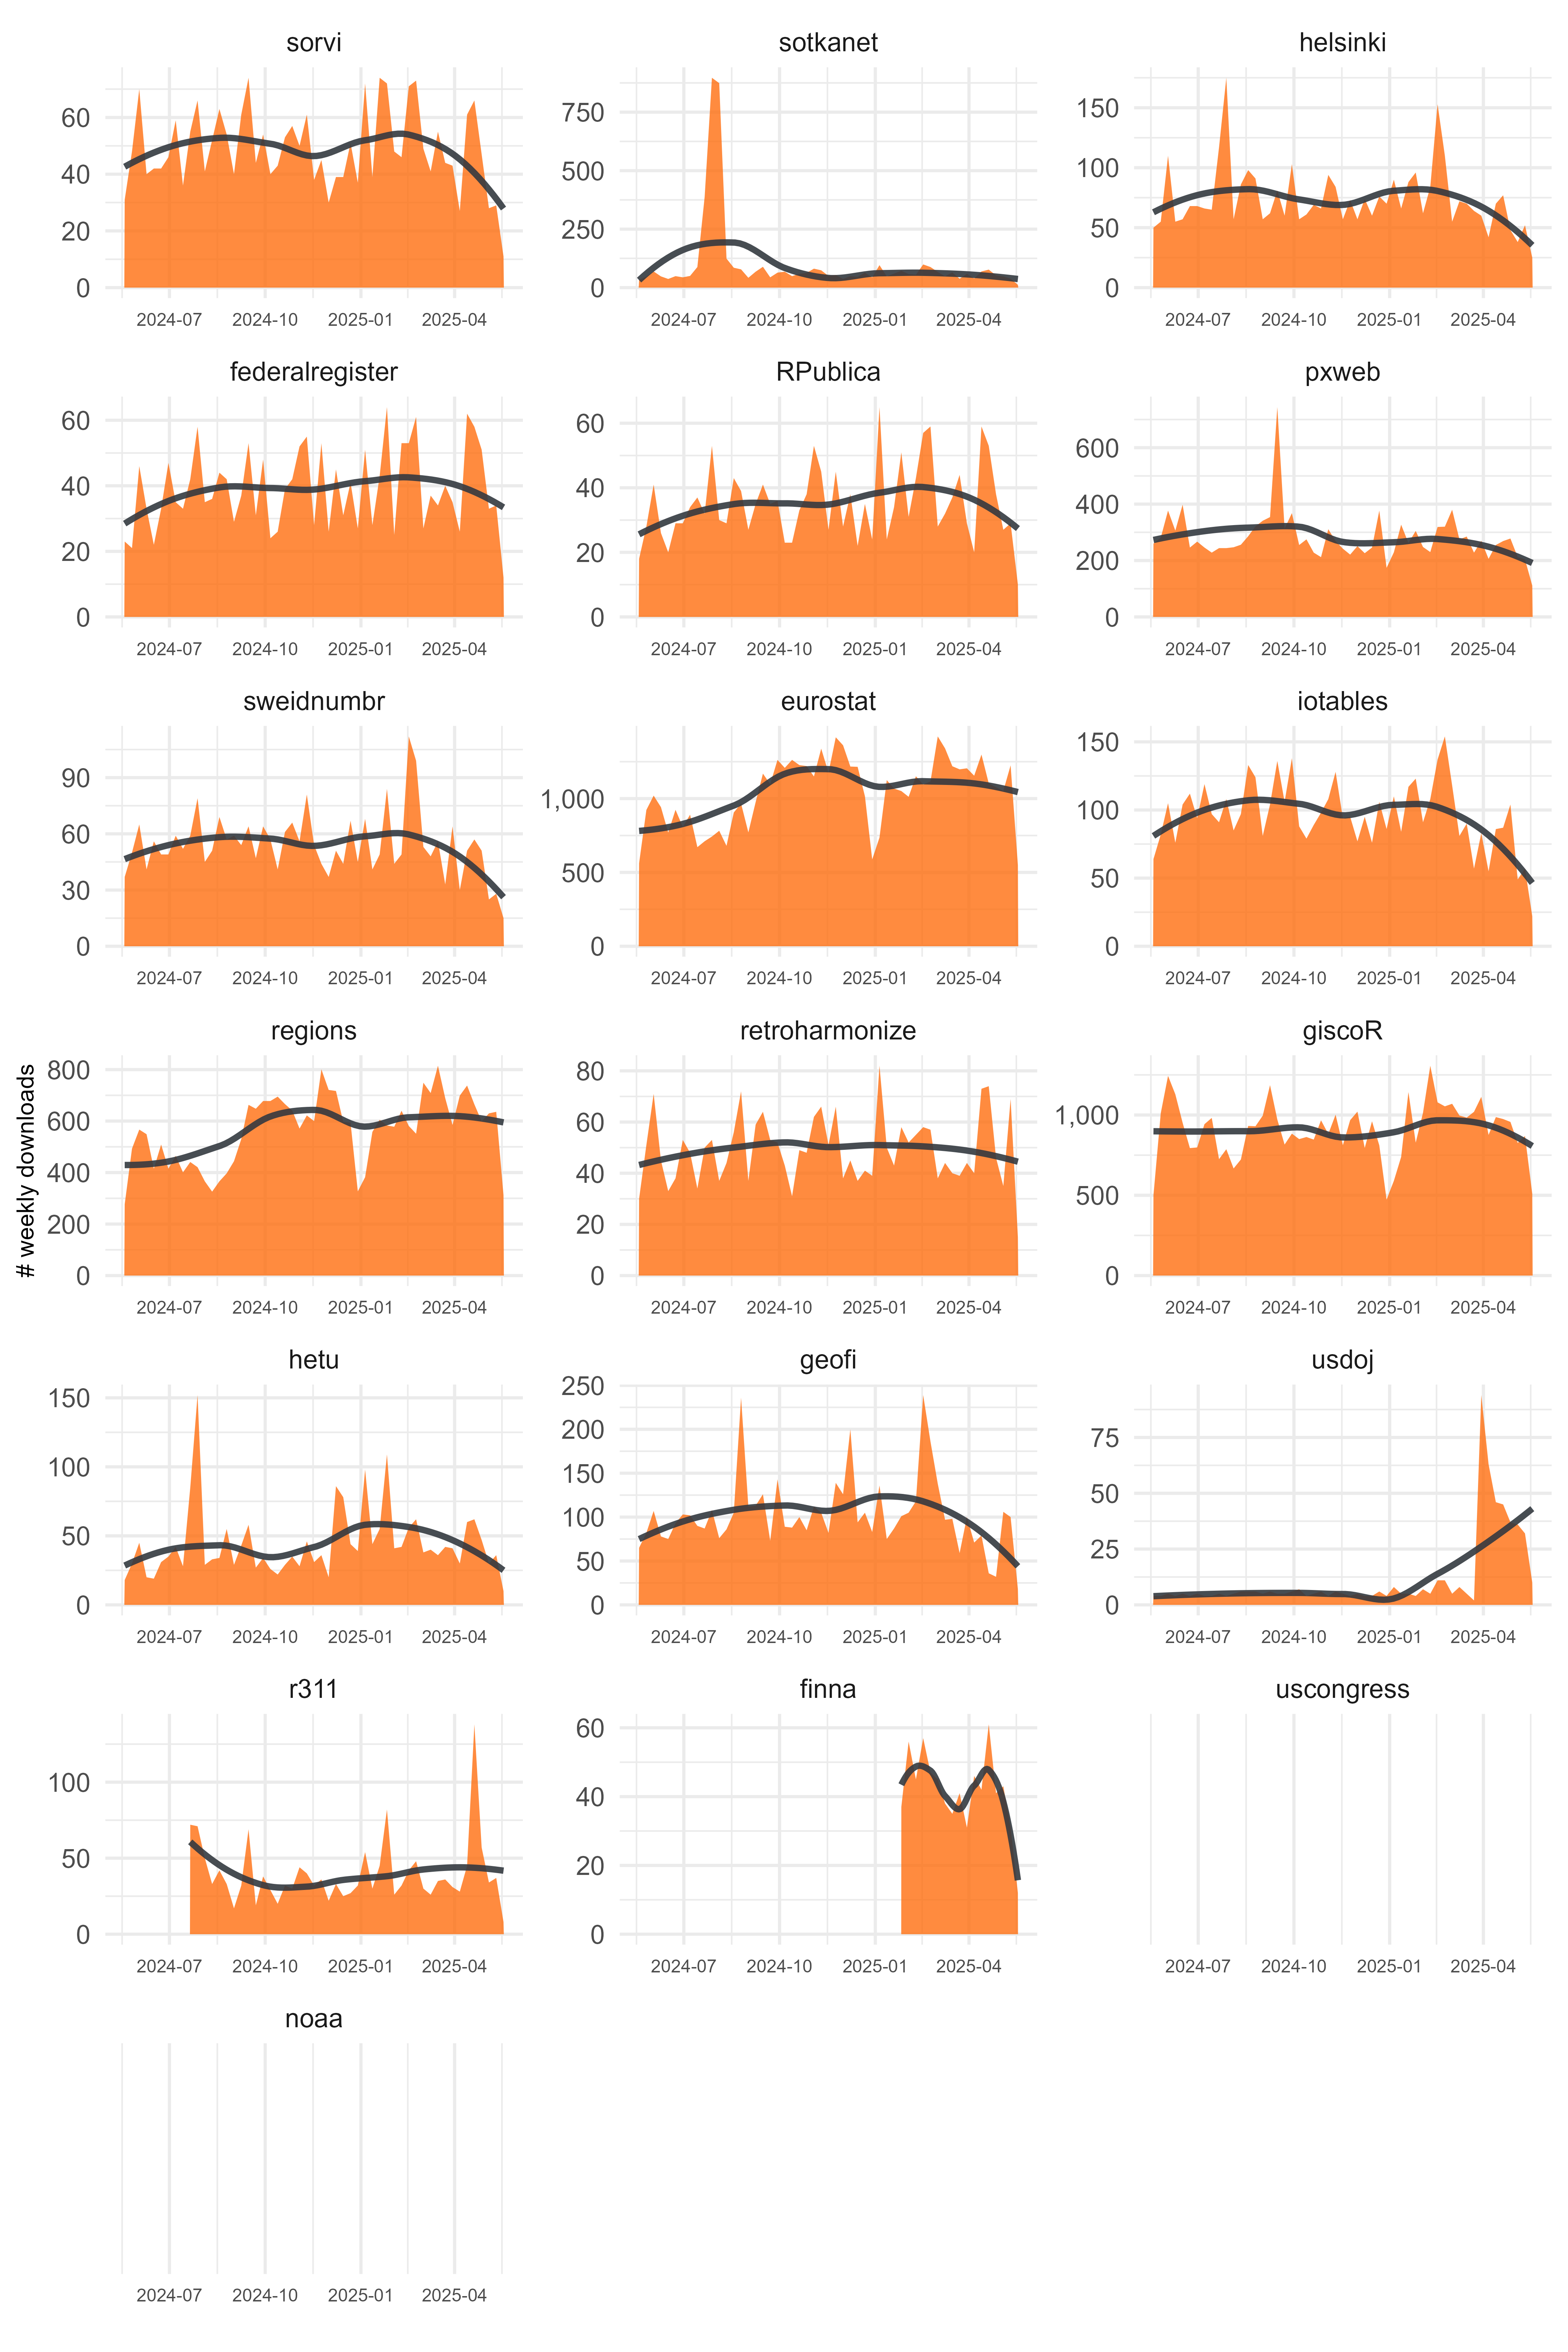 sorvi
60
40
20
0
2024-07 2024-10 2025-01 2025-04
sotkanet
750
500
250
0
2024-07 2024-10 2025-01 2025-04
helsinki
150
100
50
0
2024-07 2024-10 2025-01 2025-04
federalregister
60
40
20
0
2024-07 2024-10 2025-01 2025-04
RPublica
60
40
20
0
2024-07 2024-10 2025-01 2025-04
pxweb
600
400
200
0
2024-07 2024-10 2025-01 2025-04
sweidnumbr
90
60
30
0
2024-07 2024-10 2025-01 2025-04
eurostat
1,000
500
0
2024-07 2024-10 2025-01 2025-04
iotables
150
100
50
0
2024-07 2024-10 2025-01 2025-04
# weekly downloads
regions
800
600
400
200
0
2024-07 2024-10 2025-01 2025-04
retroharmonize
80
60
40
20
0
2024-07 2024-10 2025-01 2025-04
giscoR
1,000
500
0
2024-07 2024-10 2025-01 2025-04
hetu
150
100
50
0
2024-07 2024-10 2025-01 2025-04
geofi
250
200
150
100
50
0
2024-07 2024-10 2025-01 2025-04
usdoj
75
50
25
0
2024-07 2024-10 2025-01 2025-04
r311
100
50
0
2024-07 2024-10 2025-01 2025-04
finna
60
40
20
0
2024-07 2024-10 2025-01 2025-04
uscongress
2024-07 2024-10 2025-01 2025-04
noaa
2024-07 2024-10 2025-01 2025-04